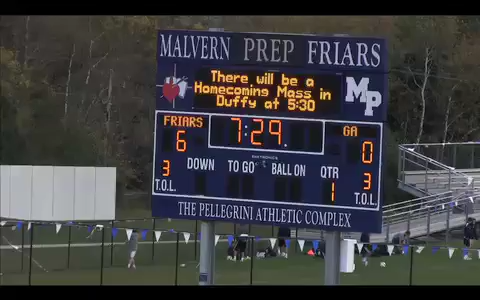 MALVERN PREP FRIARS
There will be a
Homecoming Mass in
Duffy at 5:30
MP
FRIARS 7:29 GA
6 0
DOWN TO GO BALL ON QTR
3 1 3
T.O.L. T.O.L.
THE PELLEGRINI ATHLETIC COMPLEX